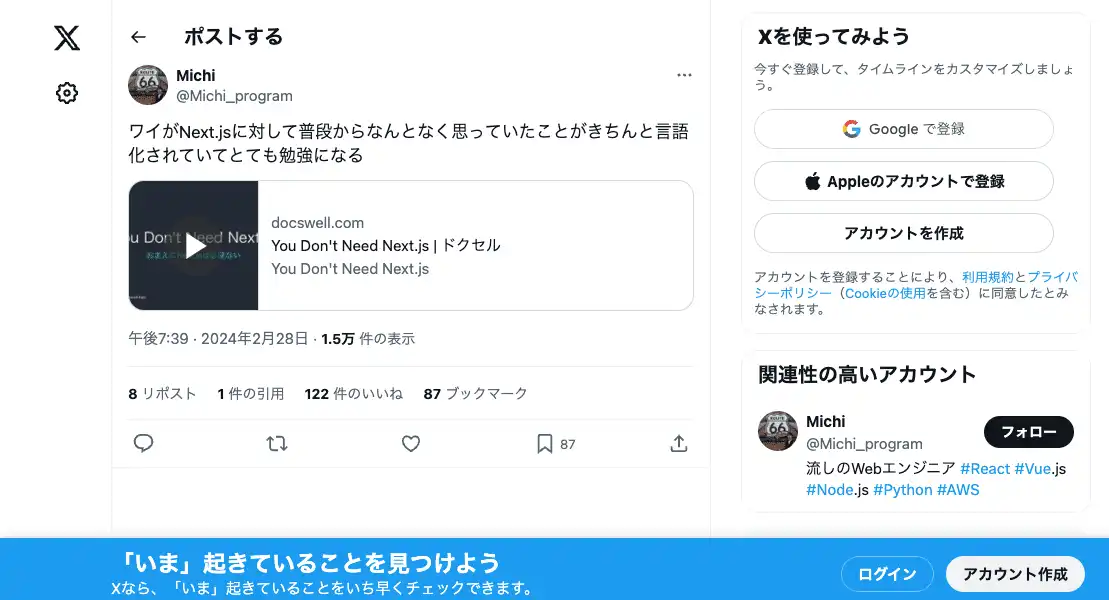 ポストする
Michi
@Michi_program
ワイがNext.jsに対して普段からなんとなく思っていたことがきちんと言語
化されていてとても勉強になる
u Don't Need Next
docswell.com
You Don't Need Next.js | ドクセル
You Don't Need Next.js
午後7:39 · 2024年2月28日 · 1.5万 件の表示
8 リポスト 1 件の引用 122 件のいいね 87 ブックマーク
87
Xを使ってみよう
今すぐ登録して、タイムラインをカスタマイズしましょ
う。
Google で登録
Appleのアカウントで登録
アカウントを作成
アカウントを登録することにより、利用規約とプライバ
シーポリシー（Cookieの使用を含む）に同意したとみ
なされます。
関連性の高いアカウント
Michi
@Michi_program
フォロー
流しのWebエンジニア #React #Vue.js
#Node.js #Python #AWS
「いま」起きていることを見つけよう
Xなら、「いま」起きていることをいち早くチェックできます。
ログイン
アカウント作成